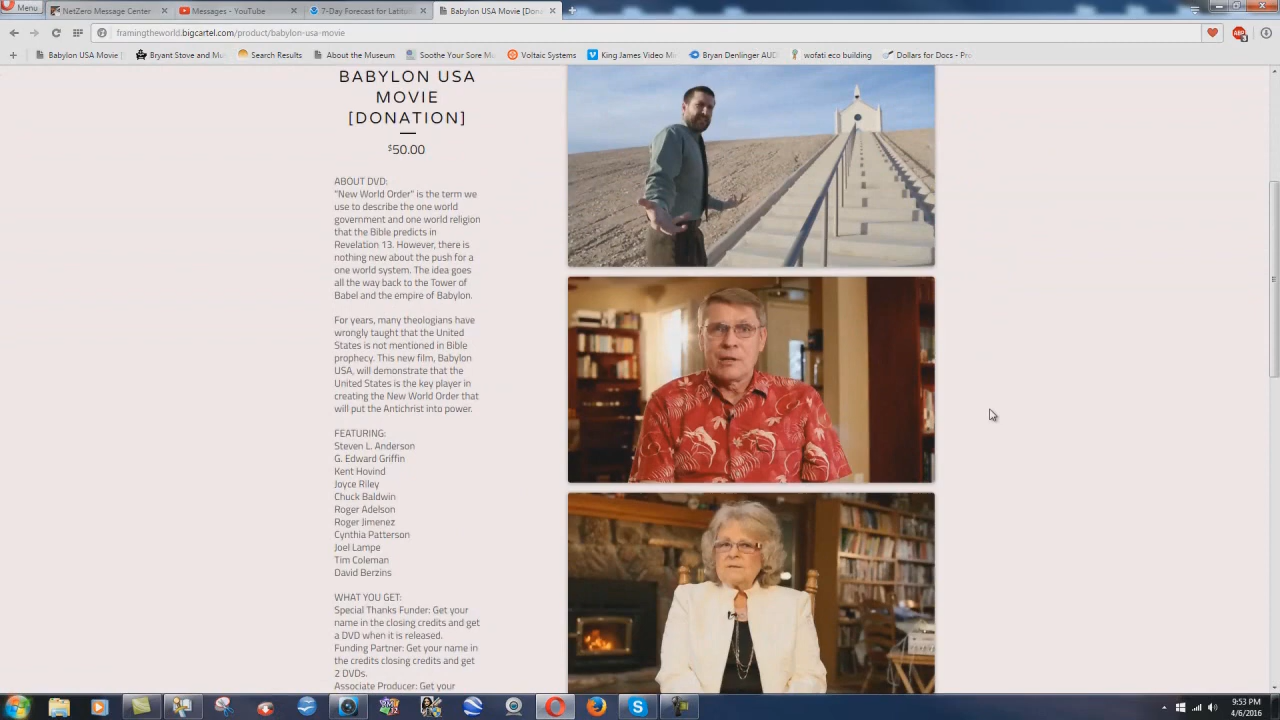 Menu
NetZero Message Center
Messages - YouTube
7-Day Forecast for Latitu
Babylon USA Movie [Don
framingtheworld.bigcartel.com/product/babylon-usa-movie
Babylon USA Movie [
Bryant Stove and Mu
Search Results
About the Museum
Soothe Your Sore M
Voltaic Systems
King James Video M
Bryan Denlinger AUD
wofati eco building
Dollars for Docs - Pr
BABYLON USA
MOVIE
[DONATION]
$50.00
ABOUT DVD:
"New World Order" is the term we
use to describe the one world
government and one world religion
that the Bible predicts in
Revelation 13. However, there is
nothing new about the push for a
one world system. The idea goes
all the way back to the Tower of
Babel and the empire of Babylon.
For years, many theologians have
wrongly taught that the United
States is not mentioned in Bible
prophecy. This new film, Babylon
USA, will demonstrate that the
United States is the key player in
creating the New World Order that
will put the Antichrist into power.
FEATURING:
Steven L. Anderson
G. Edward Griffin
Kent Hovind
Joyce Riley
Chuck Baldwin
Roger Adelson
Roger Jimenez
Cynthia Patterson
Joel Lampe
Tim Coleman
David Berzins
WHAT YOU GET:
Special Thanks Funder: Get your
name in the closing credits and get
a DVD when it is released.
Funding Partner: Get your name in
the credits closing credits and get
2 DVDs.
Associate Producer: Get your
9:53 PM
4/6/2016